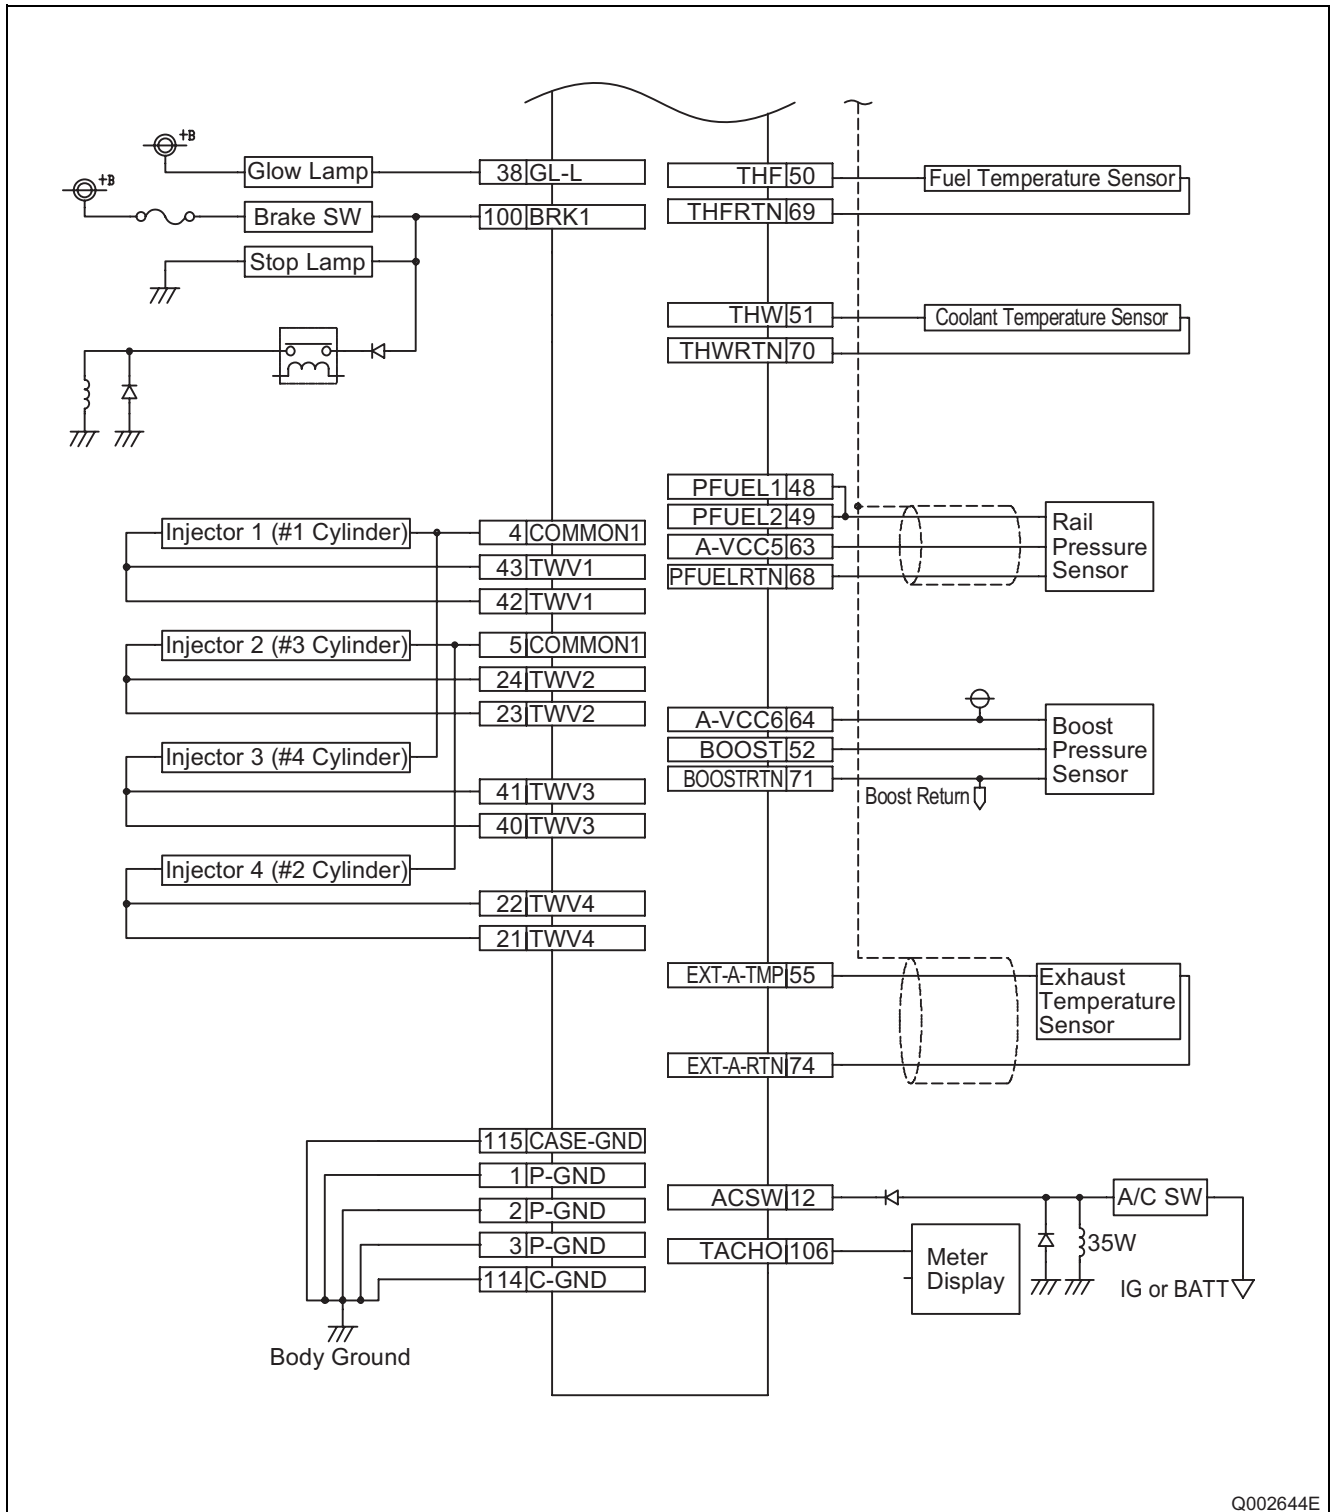 +B
Glow Lamp
38 GL-L
+B
Brake SW
100 BRK1
Stop Lamp
Injector 1 (#1 Cylinder)
4 COMMON1
43 TWV1
42 TWV1
Injector 2 (#3 Cylinder)
5 COMMON1
24 TWV2
23 TWV2
Injector 3 (#4 Cylinder)
41 TWV3
40 TWV3
Injector 4 (#2 Cylinder)
22 TWV4
21 TWV4
115 CASE-GND
1 P-GND
2 P-GND
3 P-GND
114 C-GND
Body Ground
THF 50
Fuel Temperature Sensor
THFRTN 69
THW 51
Coolant Temperature Sensor
THWRTN 70
PFUEL1 48
PFUEL2 49
A-VCC5 63
PFUELRTN 68
Rail
Pressure
Sensor
A-VCC6 64
BOOST 52
BOOSTRTN 71
Boost Return
Boost
Pressure
Sensor
EXT-A-TMP 55
Exhaust
Temperature
Sensor
EXT-A-RTN 74
ACSW 12
A/C SW
35W
IG or BATT
TACHO 106
Meter
Display
Q002644E